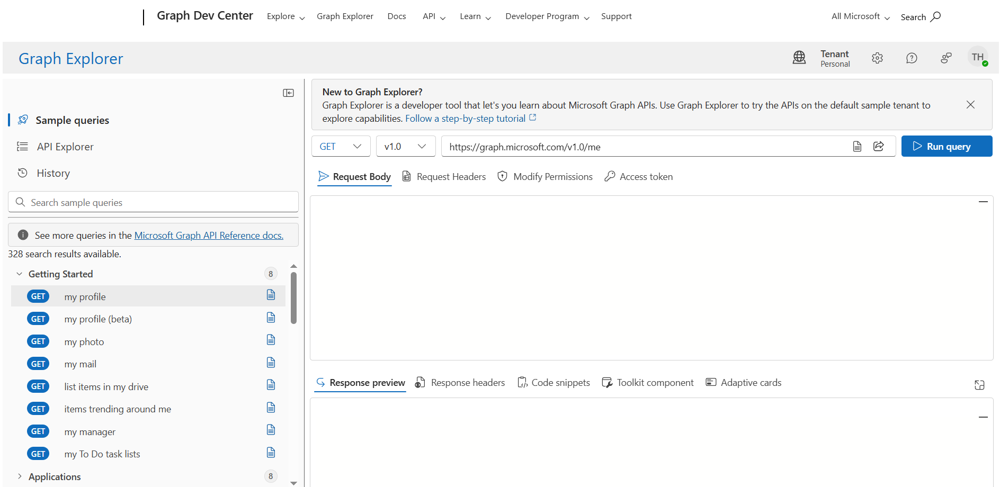 Graph Dev Center
Explore
Graph Explorer
Docs
API
Learn
Developer Program
Support
All Microsoft
Search
Graph Explorer
Tenant
Personal
TH
Sample queries
API Explorer
History
Search sample queries
See more queries in the Microsoft Graph API Reference docs.
328 search results available.
Getting Started 8
GET my profile
GET my profile (beta)
GET my photo
GET my mail
GET list items in my drive
GET items trending around me
GET my manager
GET my To Do task lists
Applications 8
New to Graph Explorer?
Graph Explorer is a developer tool that let's you learn about Microsoft Graph APIs. Use Graph Explorer to try the APIs on the default sample tenant to
explore capabilities. Follow a step-by-step tutorial
GET
v1.0
https://graph.microsoft.com/v1.0/me
Run query
Request Body
Request Headers
Modify Permissions
Access token
Response preview
Response headers
Code snippets
Toolkit component
Adaptive cards